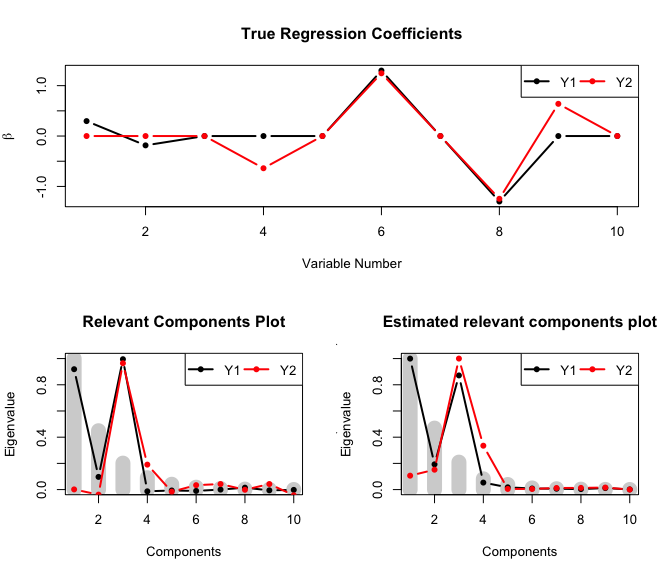 True Regression Coefficients
β
1.0
0.0
-1.0
Y1 Y2
2 4 6 8 10
Variable Number
Relevant Components Plot
Eigenvalue
0.8
0.4
0.0
Y1 Y2
2 4 6 8 10
Components
Estimated relevant components plot
Eigenvalue
0.8
0.4
0.0
Y1 Y2
2 4 6 8 10
Components